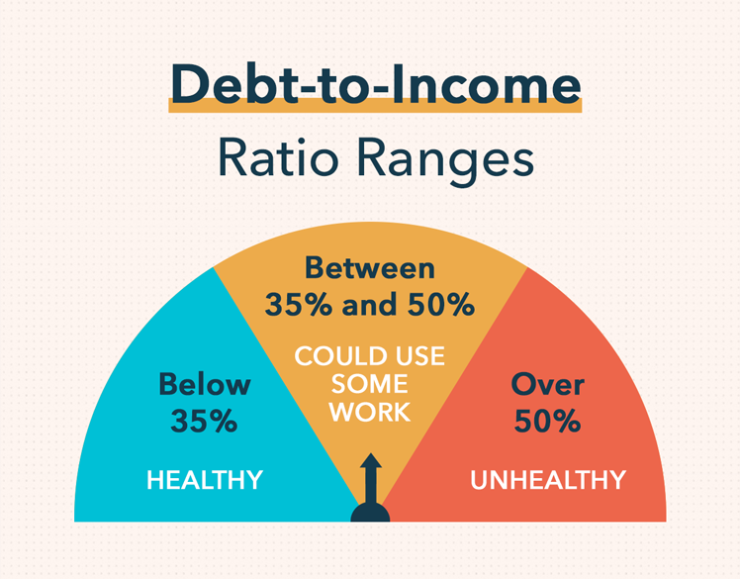 Debt-to-Income
Ratio Ranges
Between
35% and 50%
COULD USE
SOME
WORK
Below
35%
HEALTHY
Over
50%
UNHEALTHY